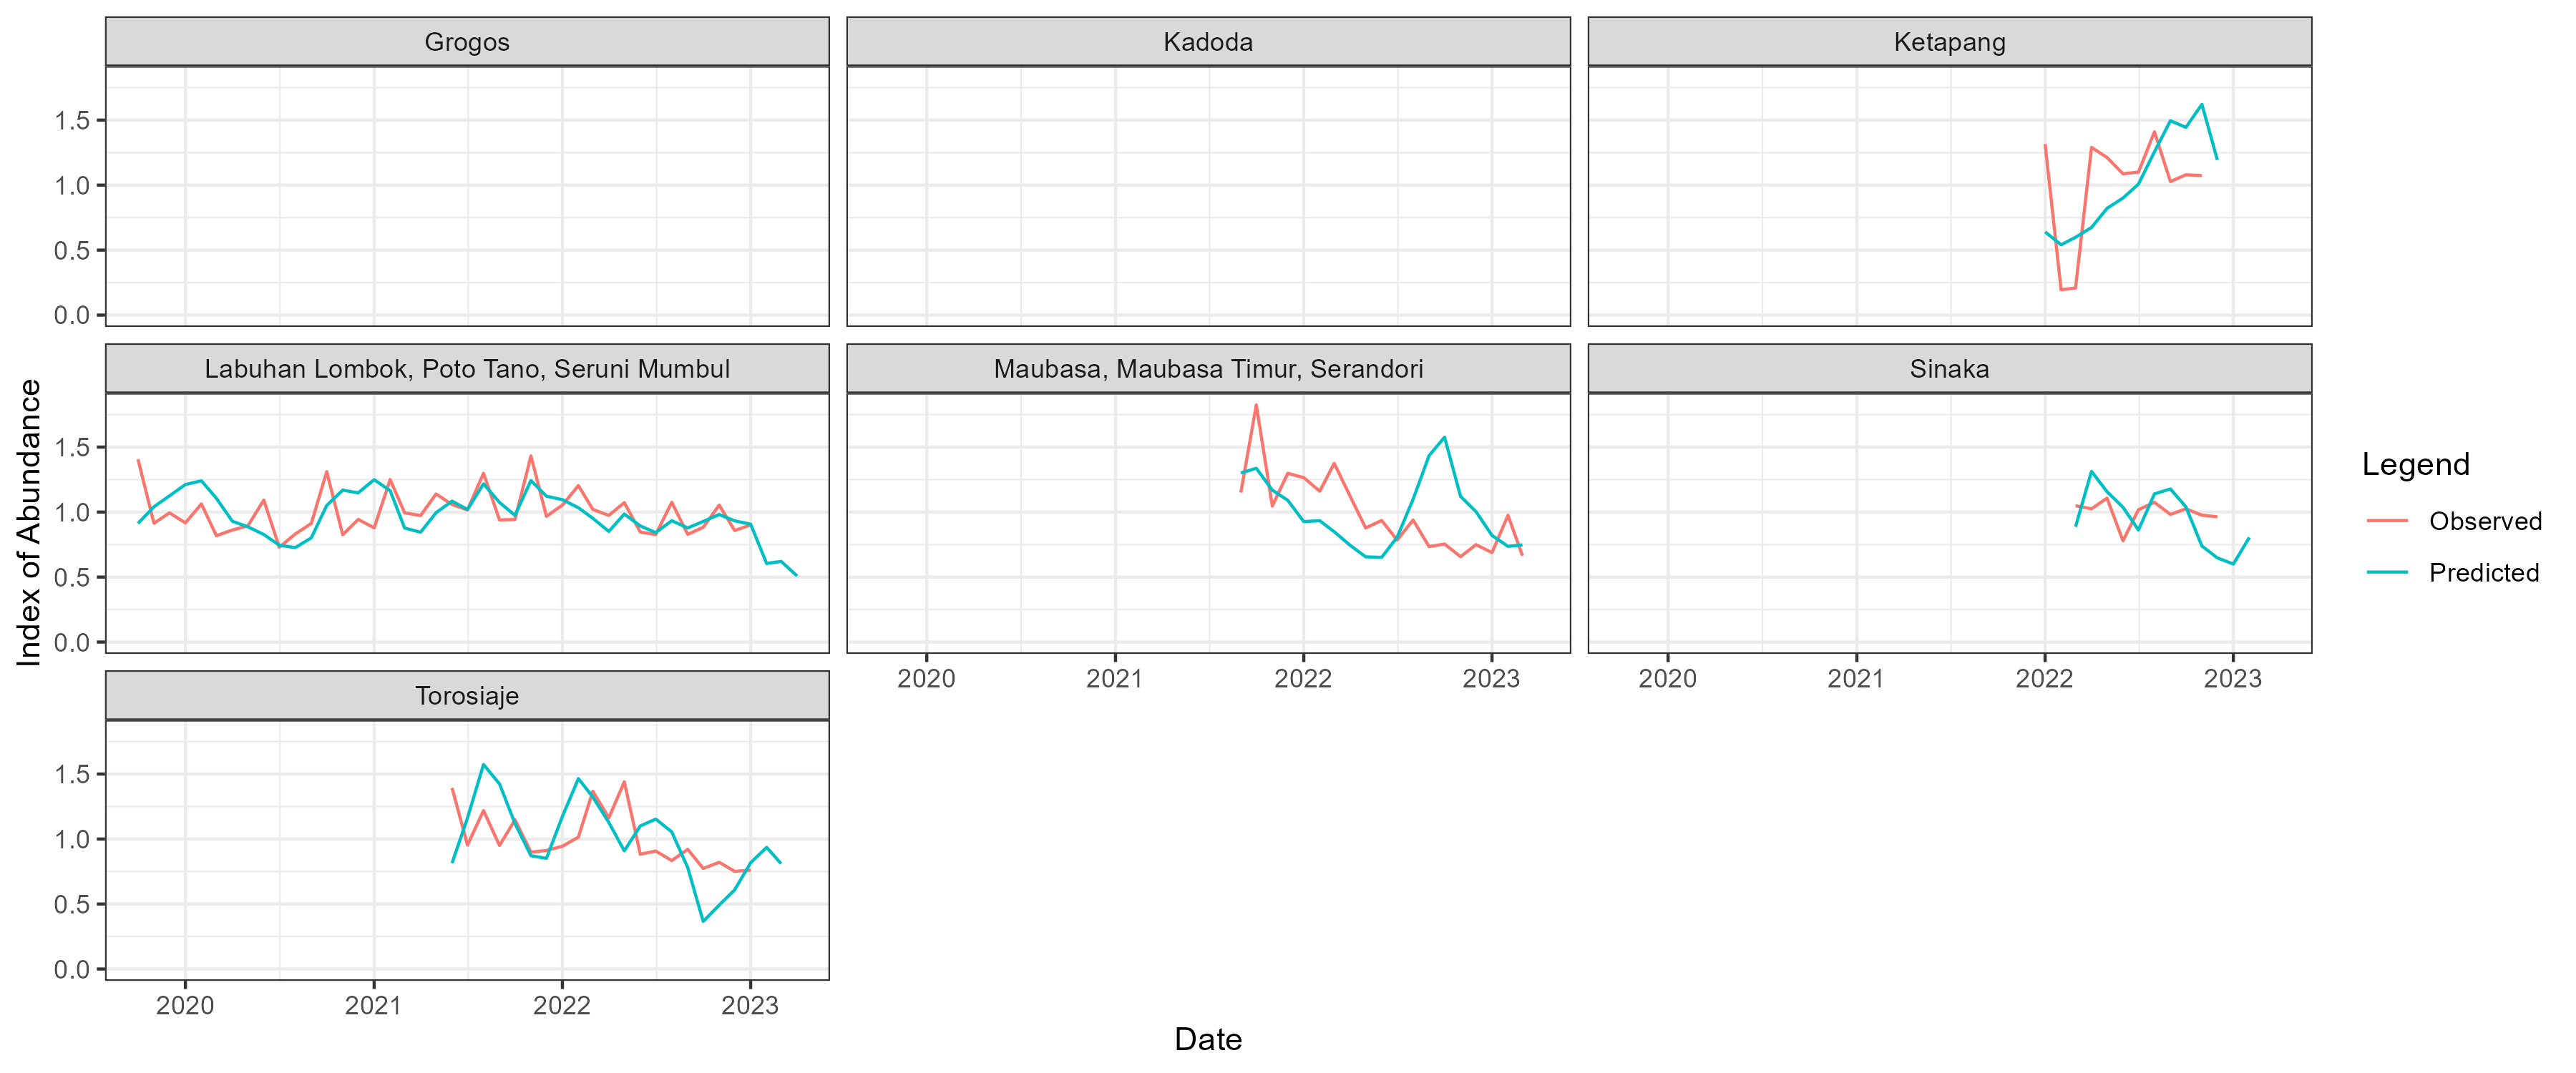 Grogos
Kadoda
Ketapang
1.5
1.0
0.5
0.0
Labuhan Lombok, Poto Tano, Seruni Mumbul
Maubasa, Maubasa Timur, Serandori
Sinaka
1.5
1.0
0.5
0.0
2020 2021 2022 2023
2020 2021 2022 2023
Torosiaje
1.5
1.0
0.5
0.0
2020 2021 2022 2023
Index of Abundance
Date
Legend
Observed
Predicted